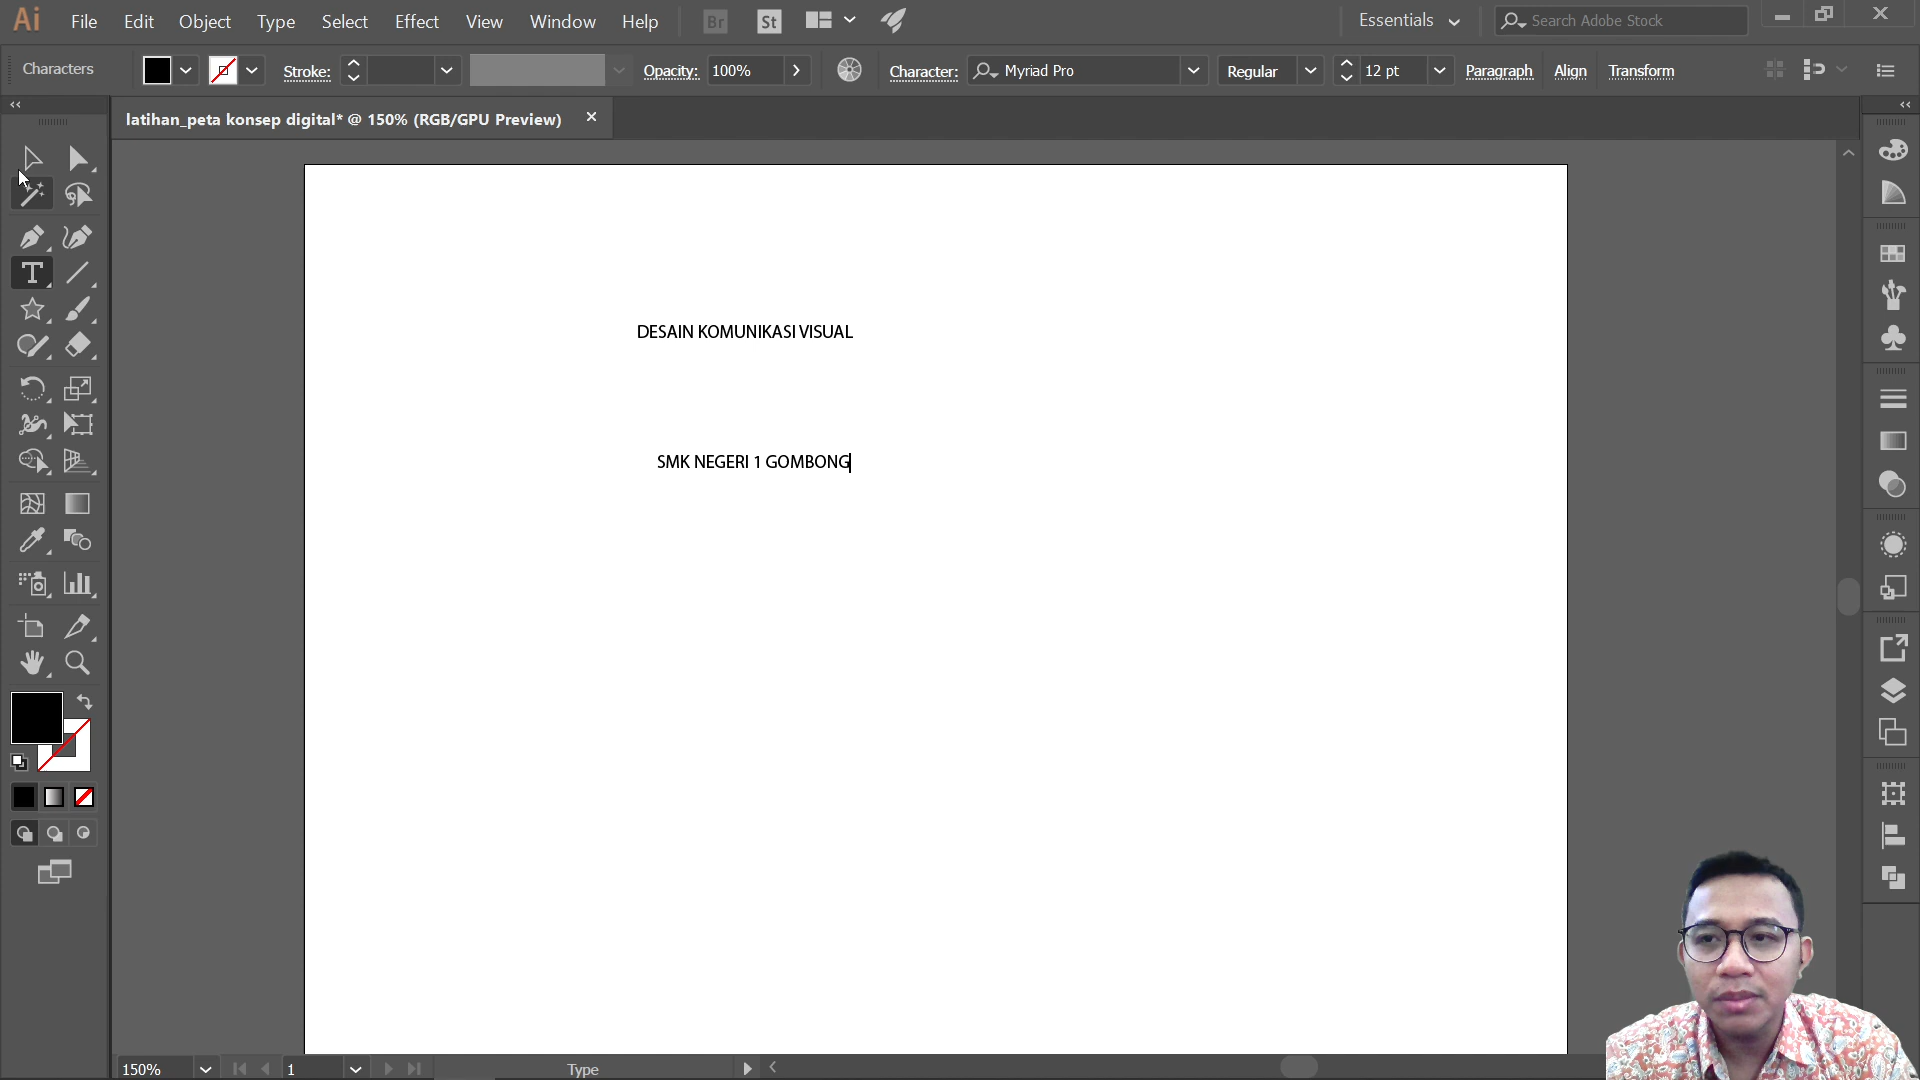 Ai File Edit Object Type Select Effect View Window Help Br St Essentials Search Adobe Stock
Characters Stroke: Opacity: 100% Character: Myriad Pro Regular 12 pt Paragraph Align Transform
latihan_peta konsep digital* @ 150% (RGB/GPU Preview)
DESAIN KOMUNIKASI VISUAL
SMK NEGERI 1 GOMBONG
150% 1 Type